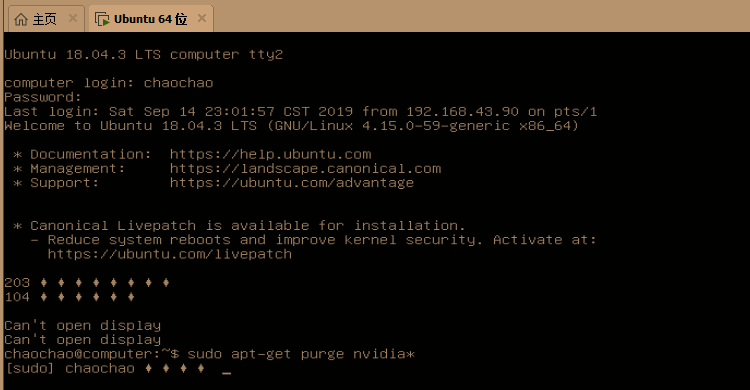 主页
Ubuntu 64 位
Ubuntu 18.04.3 LTS computer tty2
computer login: chaochao
Password:
Last login: Sat Sep 14 23:01:57 CST 2019 from 192.168.43.90 on pts/1
Welcome to Ubuntu 18.04.3 LTS (GNU/Linux 4.15.0-59-generic x86_64)
* Documentation: https://help.ubuntu.com
* Management: https://landscape.canonical.com
* Support: https://ubuntu.com/advantage
* Canonical Livepatch is available for installation.
- Reduce system reboots and improve kernel security. Activate at:
https://ubuntu.com/livepatch
203 ♦ ♦ ♦ ♦ ♦ ♦ ♦ ♦
104 ♦ ♦ ♦ ♦ ♦ ♦
Can't open display
Can't open display
chaochao@computer:~$ sudo apt-get purge nvidia*
[sudo] chaochao ♦ ♦ ♦ ♦ _